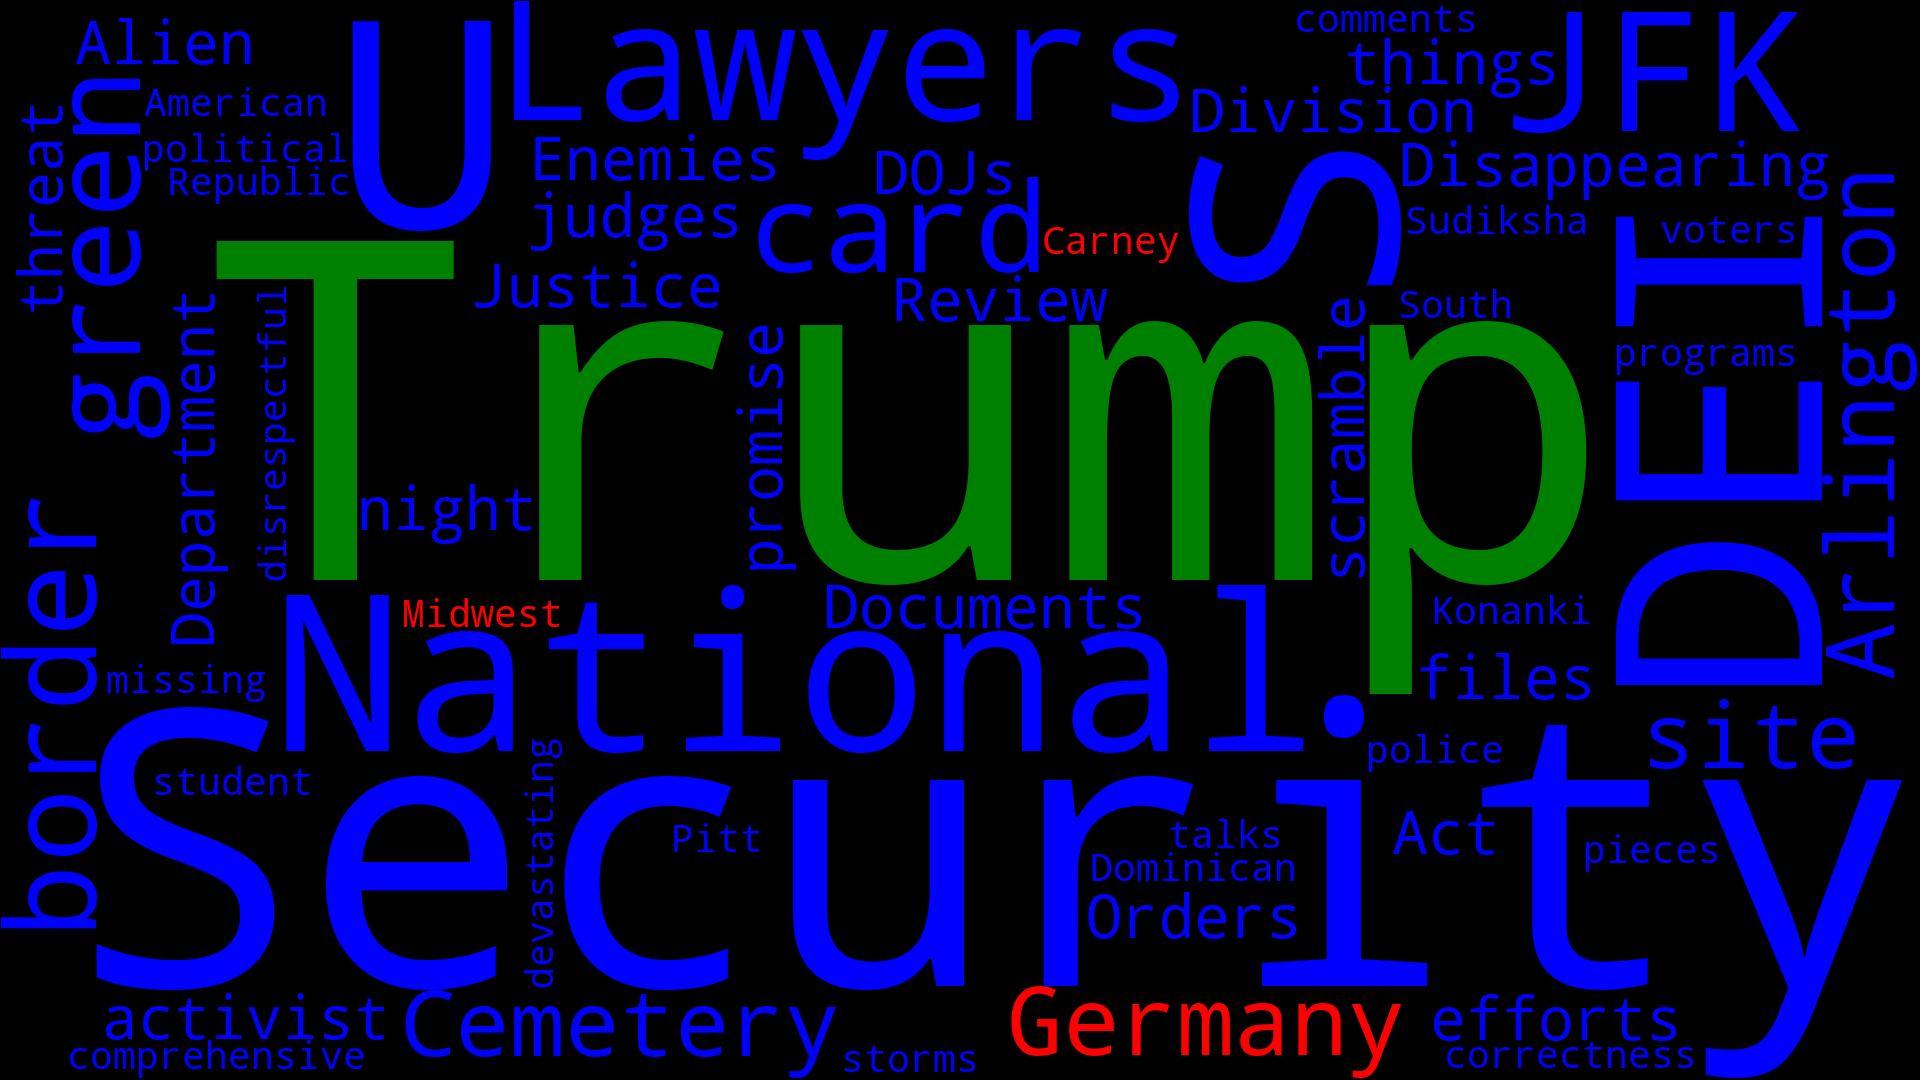 Alien
Lawyers
comments
things
JFK
green
American
U
Division
threat
political
Republic
Enemies
DOJs
S
Disappearing
judges
card
Carney
Sudiksha
voters
Arlington
Justice
Review
South
DEI
Department
disrespectful
Trump
promise
scramble
programs
night
border
Midwest
Documents
Konanki
missing
National
.
files
site
student
Security
police
devastating
Pitt
talks
Act
pieces
Dominican
Orders
activist
Cemetery
Germany
efforts
comprehensive
storms
correctness